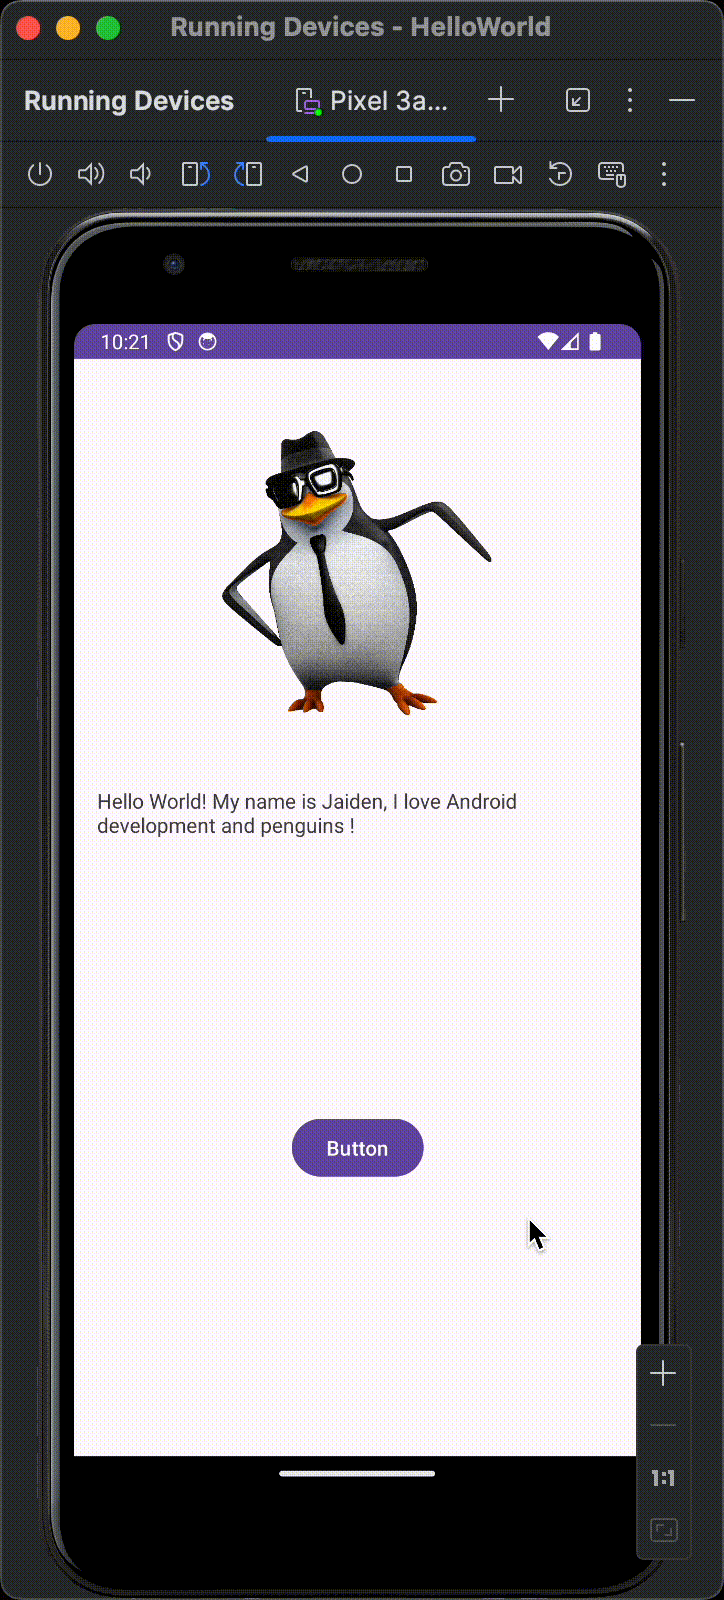 Running Devices - HelloWorld
Running Devices
Pixel 3a...
10:21
Hello World! My name is Jaiden, I love Android
development and penguins !
Button
1:1